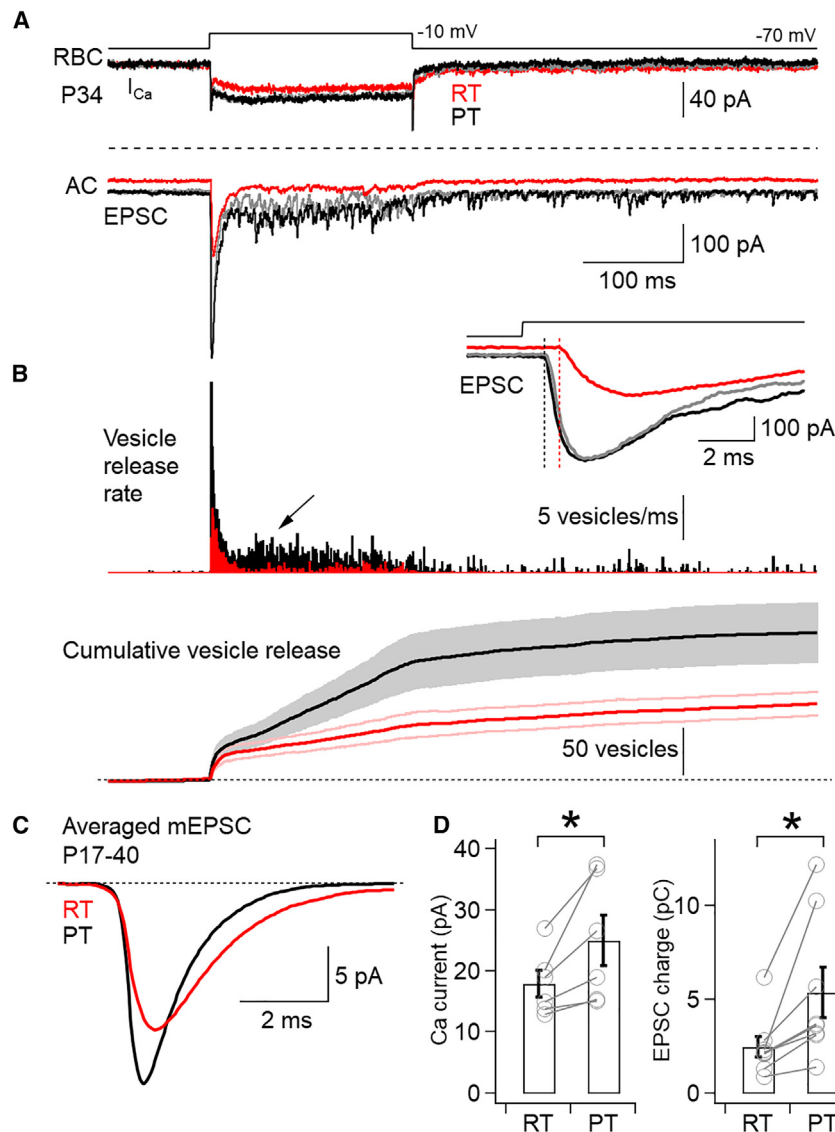 A
-10 mV
-70 mV
RBC
P34
I_Ca
RT
PT
40 pA
AC
EPSC
100 pA
100 ms
B
EPSC
100 pA
2 ms
Vesicle
release
rate
5 vesicles/ms
Cumulative vesicle release
50 vesicles
C
Averaged mEPSC
P17-40
RT
PT
5 pA
2 ms
D
*
*
Ca current (pA)
40
30
20
10
0
RT
PT
EPSC charge (pC)
10
5
0
RT
PT